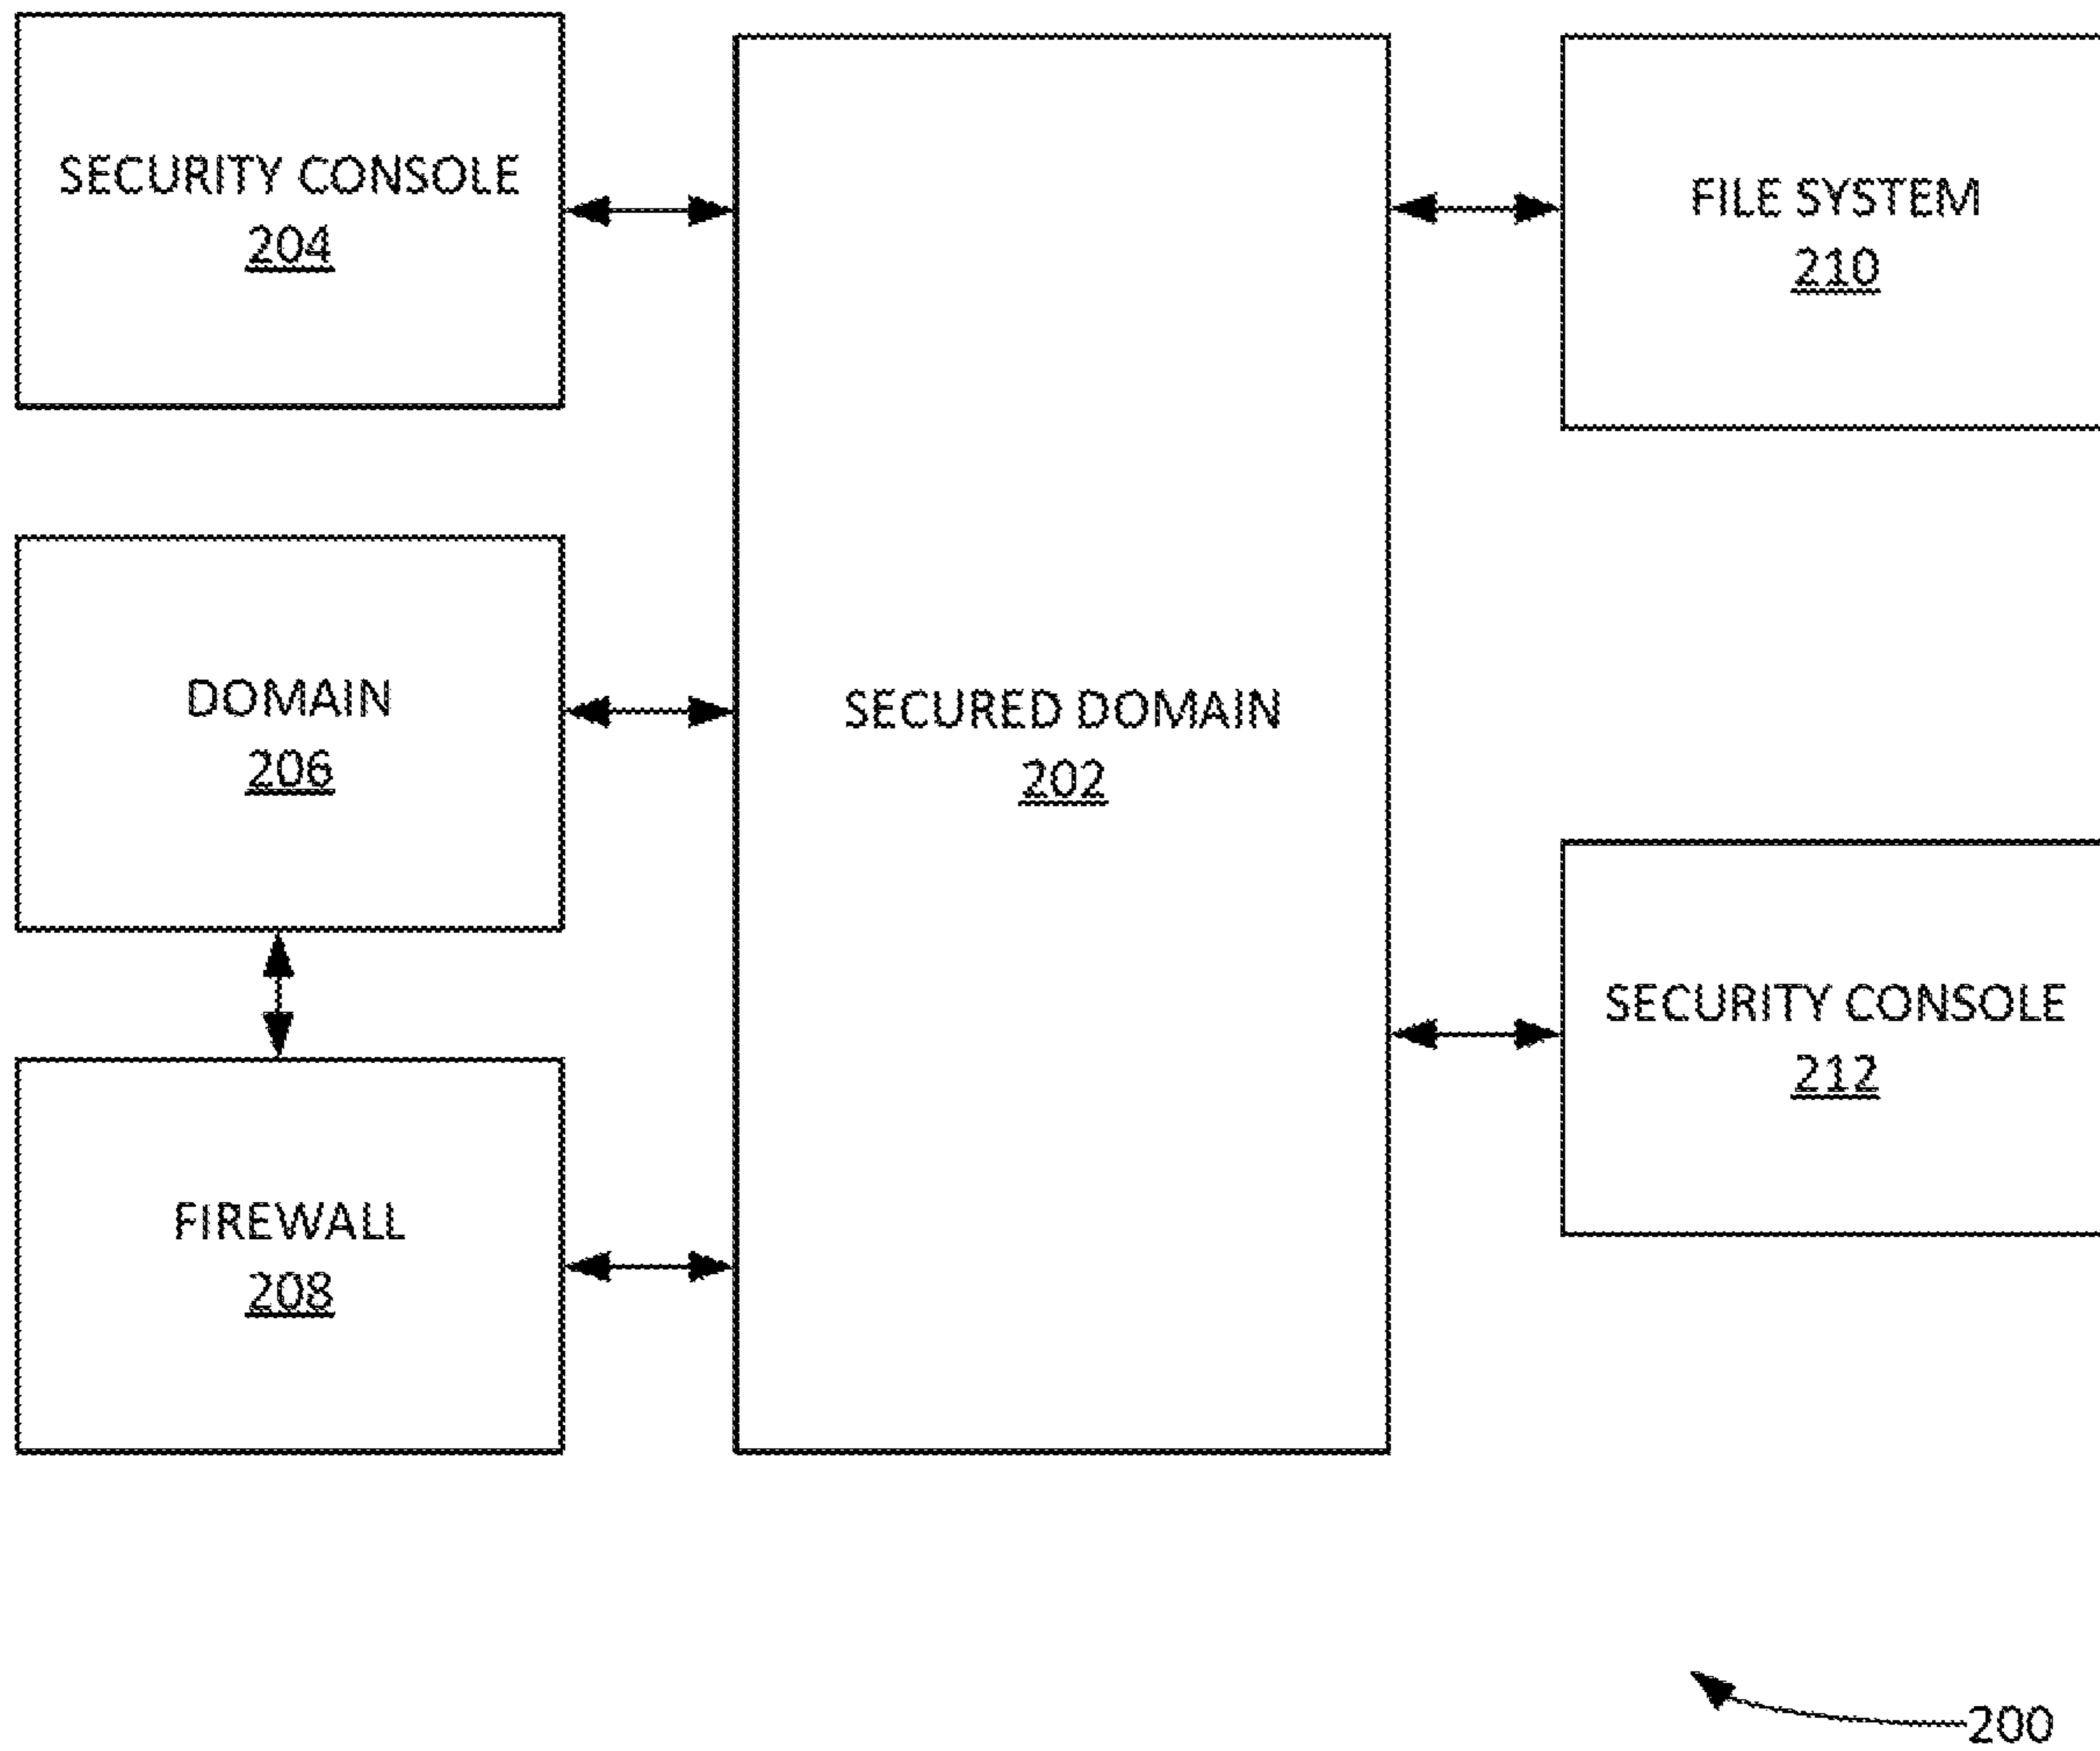 SECURITY CONSOLE
204
DOMAIN
206
FIREWALL
208
SECURED DOMAIN
202
FILE SYSTEM
210
SECURITY CONSOLE
212
200